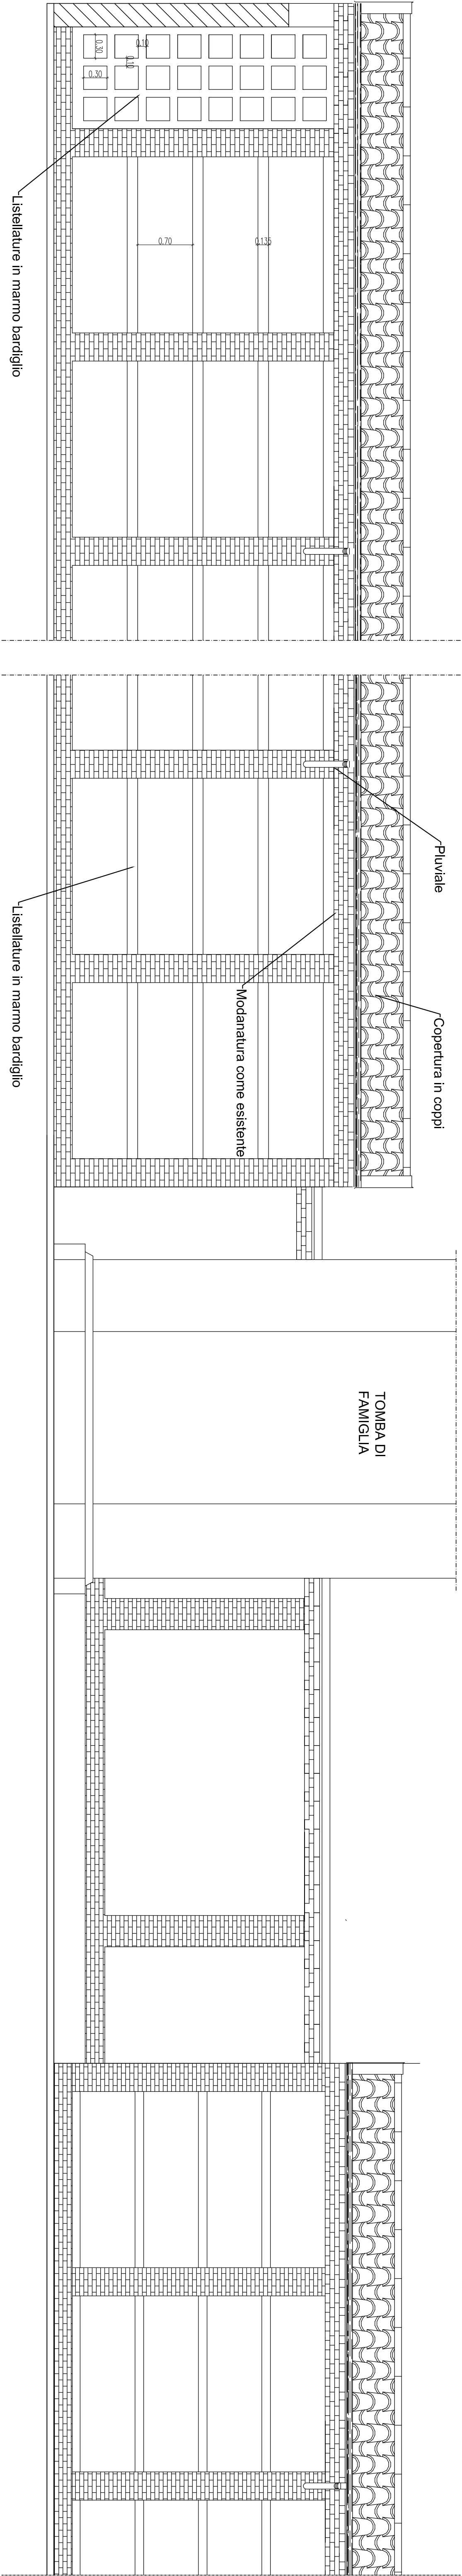 0.30
0.10
0.10
0.30
Listellature in marmo bardiglio
0.70
0.135
Pluviale
Copertura in coppi
Modanatura come esistente
Listellature in marmo bardiglio
TOMBA DI
FAMIGLIA